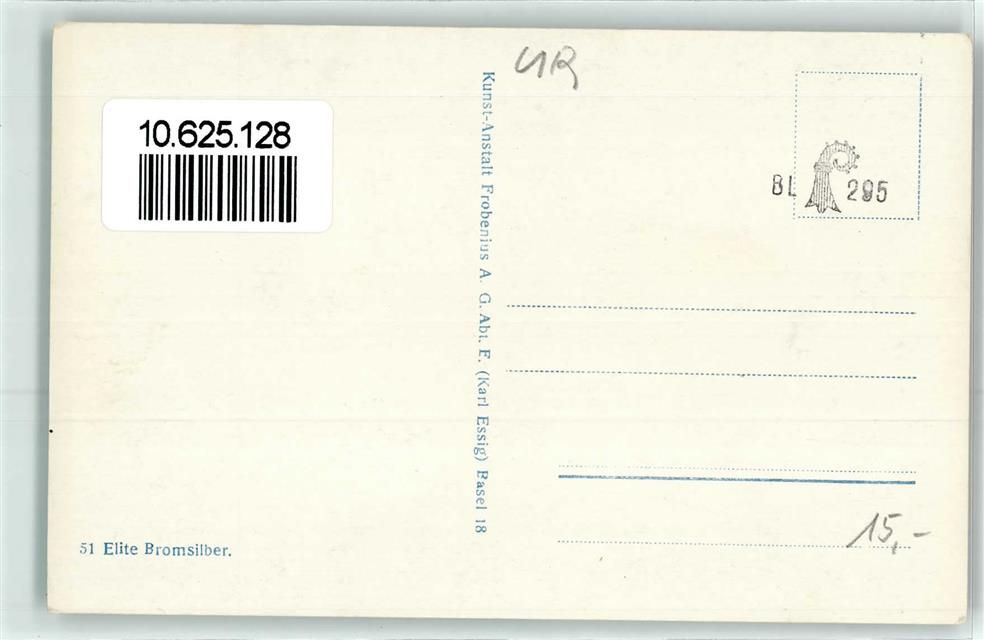 UR
10.625.128
Kunst-Anstalt Frobenius A. G. Abt. E. (Karl Essig) Basel 18
BL 295
51 Elite Bromsilber.
15,-